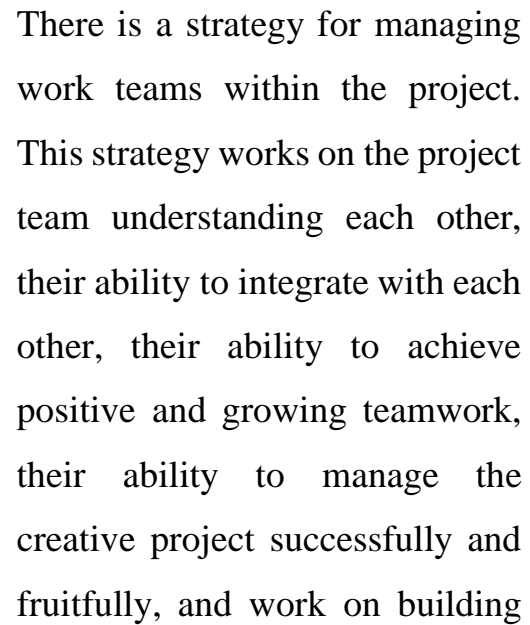 There is a strategy for managing
work teams within the project.
This strategy works on the project
team understanding each other,
their ability to integrate with each
other, their ability to achieve
positive and growing teamwork,
their ability to manage the
creative project successfully and
fruitfully, and work on building